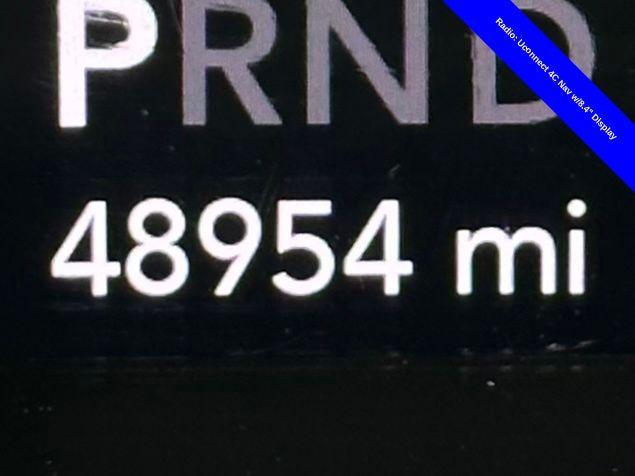 PRND
Radio: Uconnect 4C Nav w/8.4" Display
48954 mi